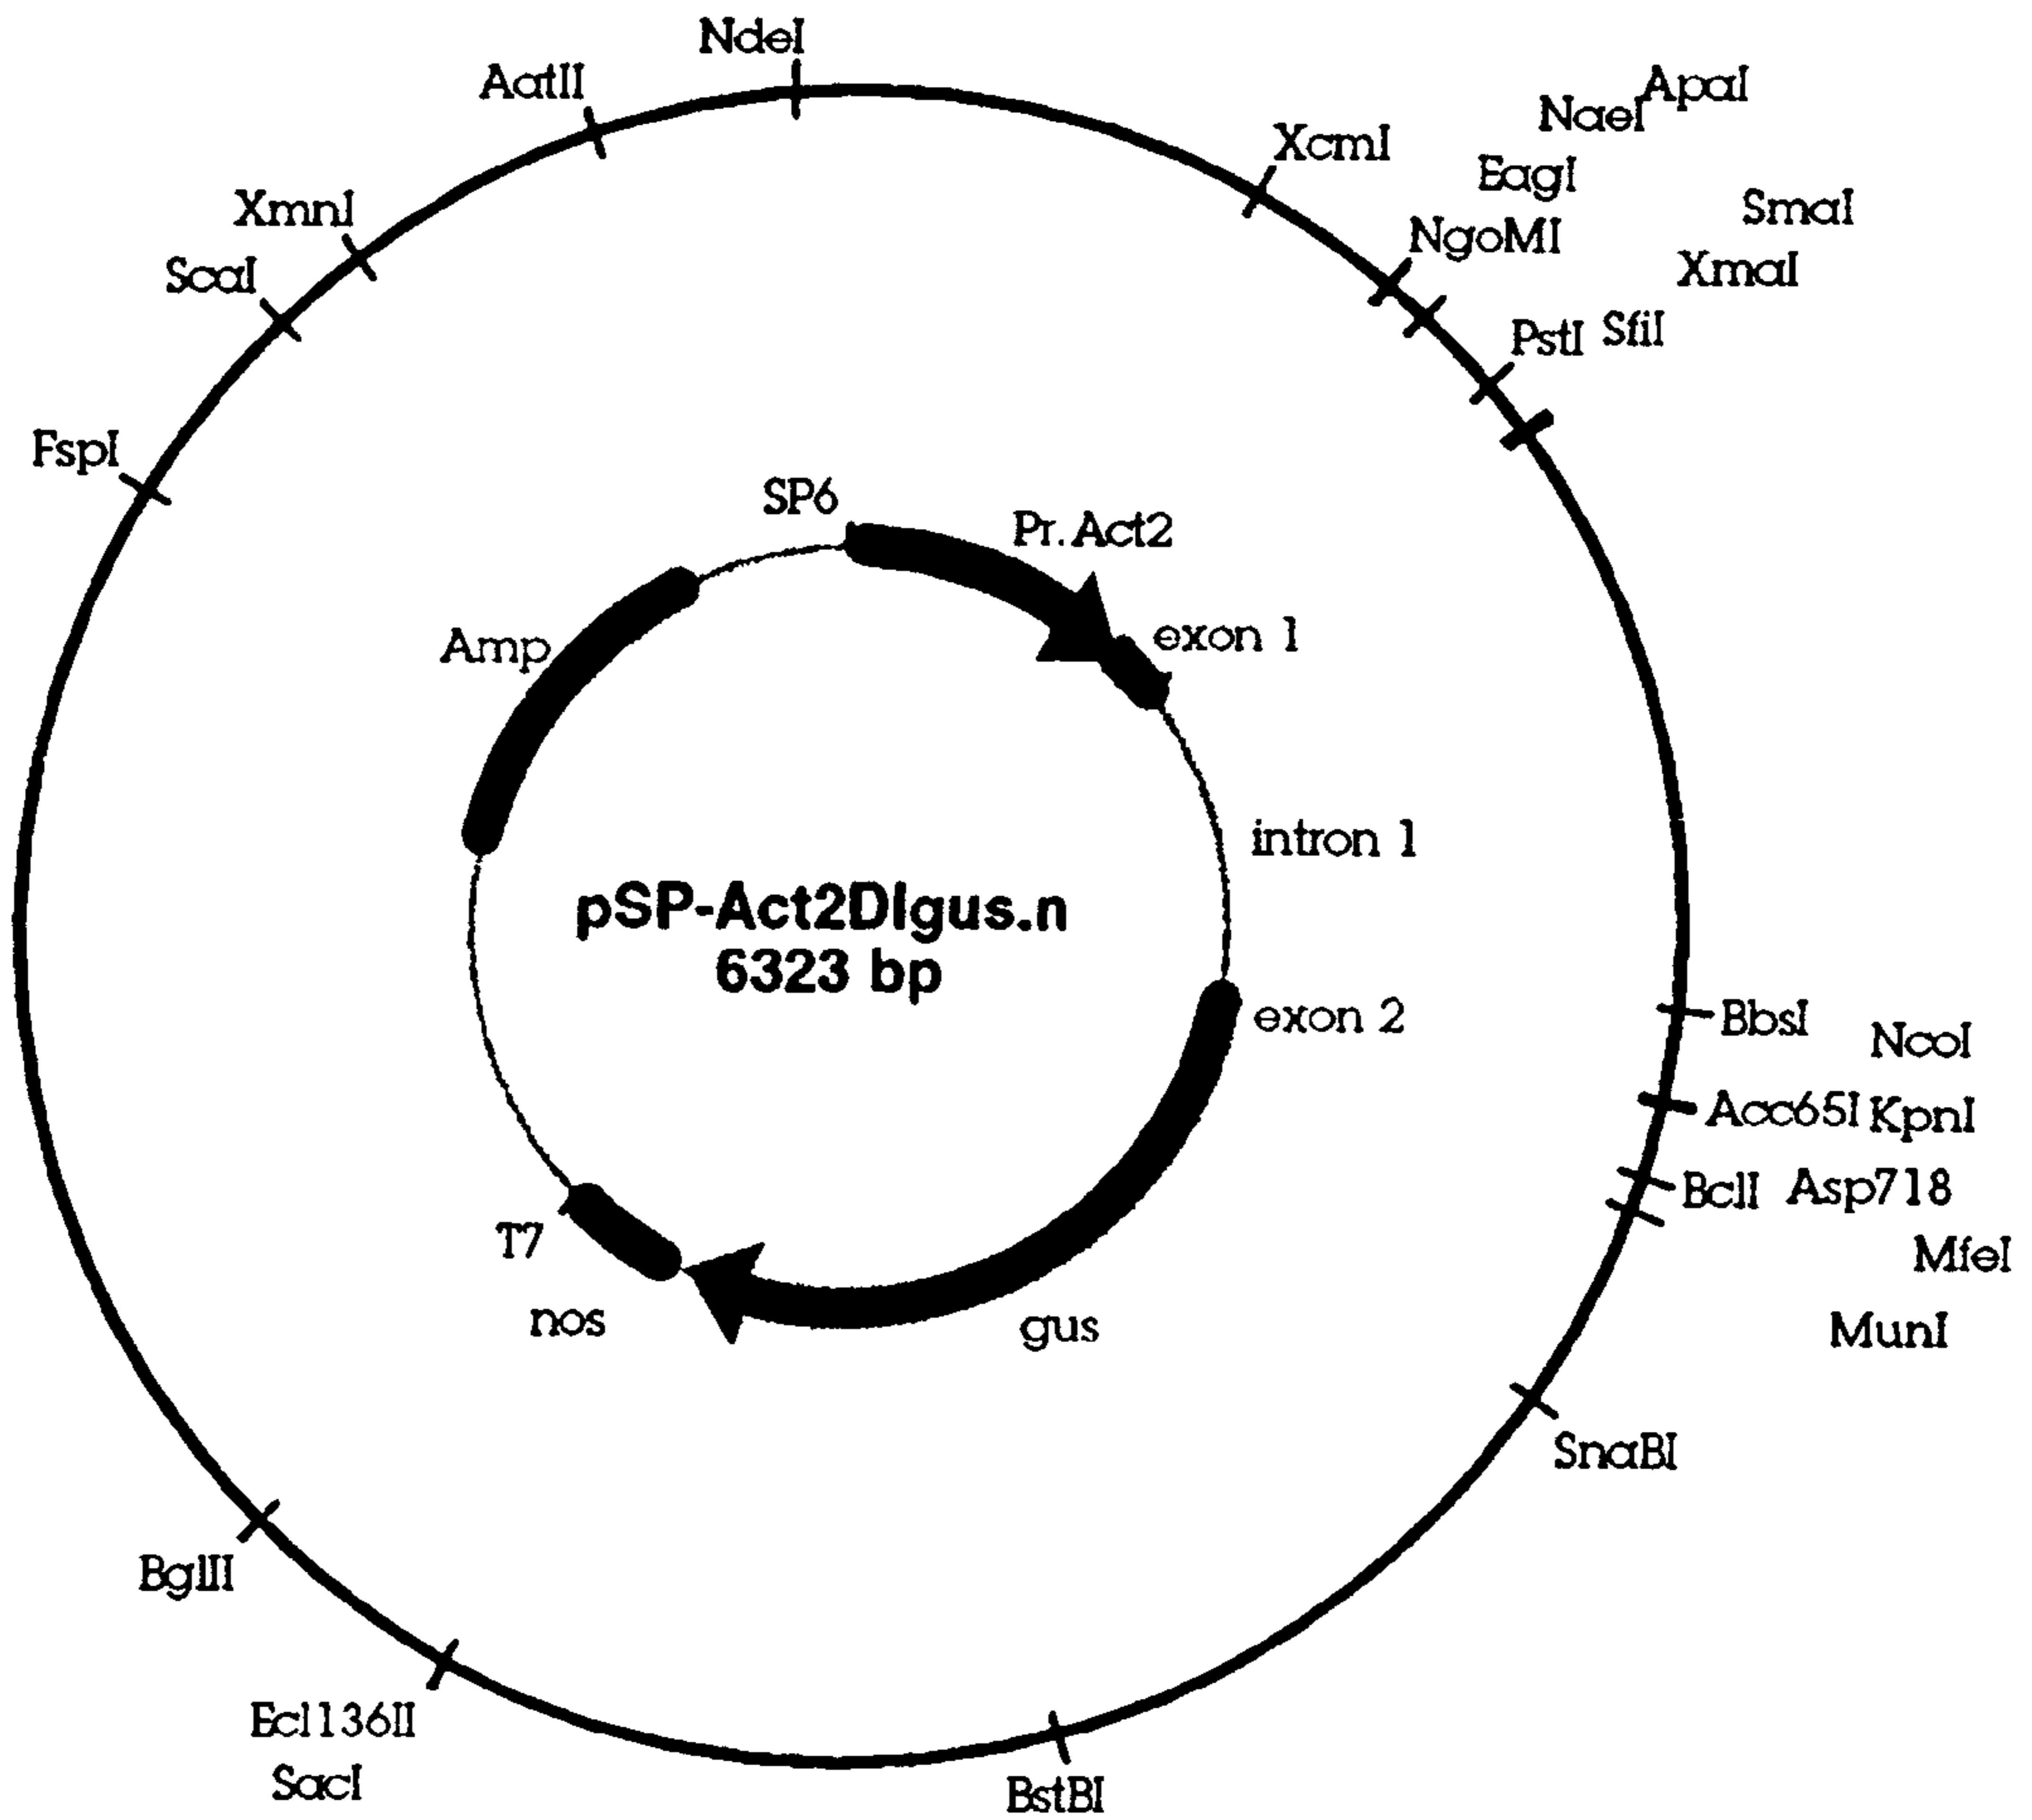 NdeI
AatII
XmnI
ScaI
FspI
XcmI
ApaI
NaeI
EagI
NgoMI
SmaI
XmaI
SfiI
PstI
SP6
Pr.Act2
exon 1
Amp
intron 1
pSP-Act2DIgus.n
6323 bp
exon 2
BbsI
NcoI
Acc65I KpnI
BclI Asp718
MfeI
MunI
T7
nos
gus
SnaBI
BglII
Ecl136II
SacI
BstBI